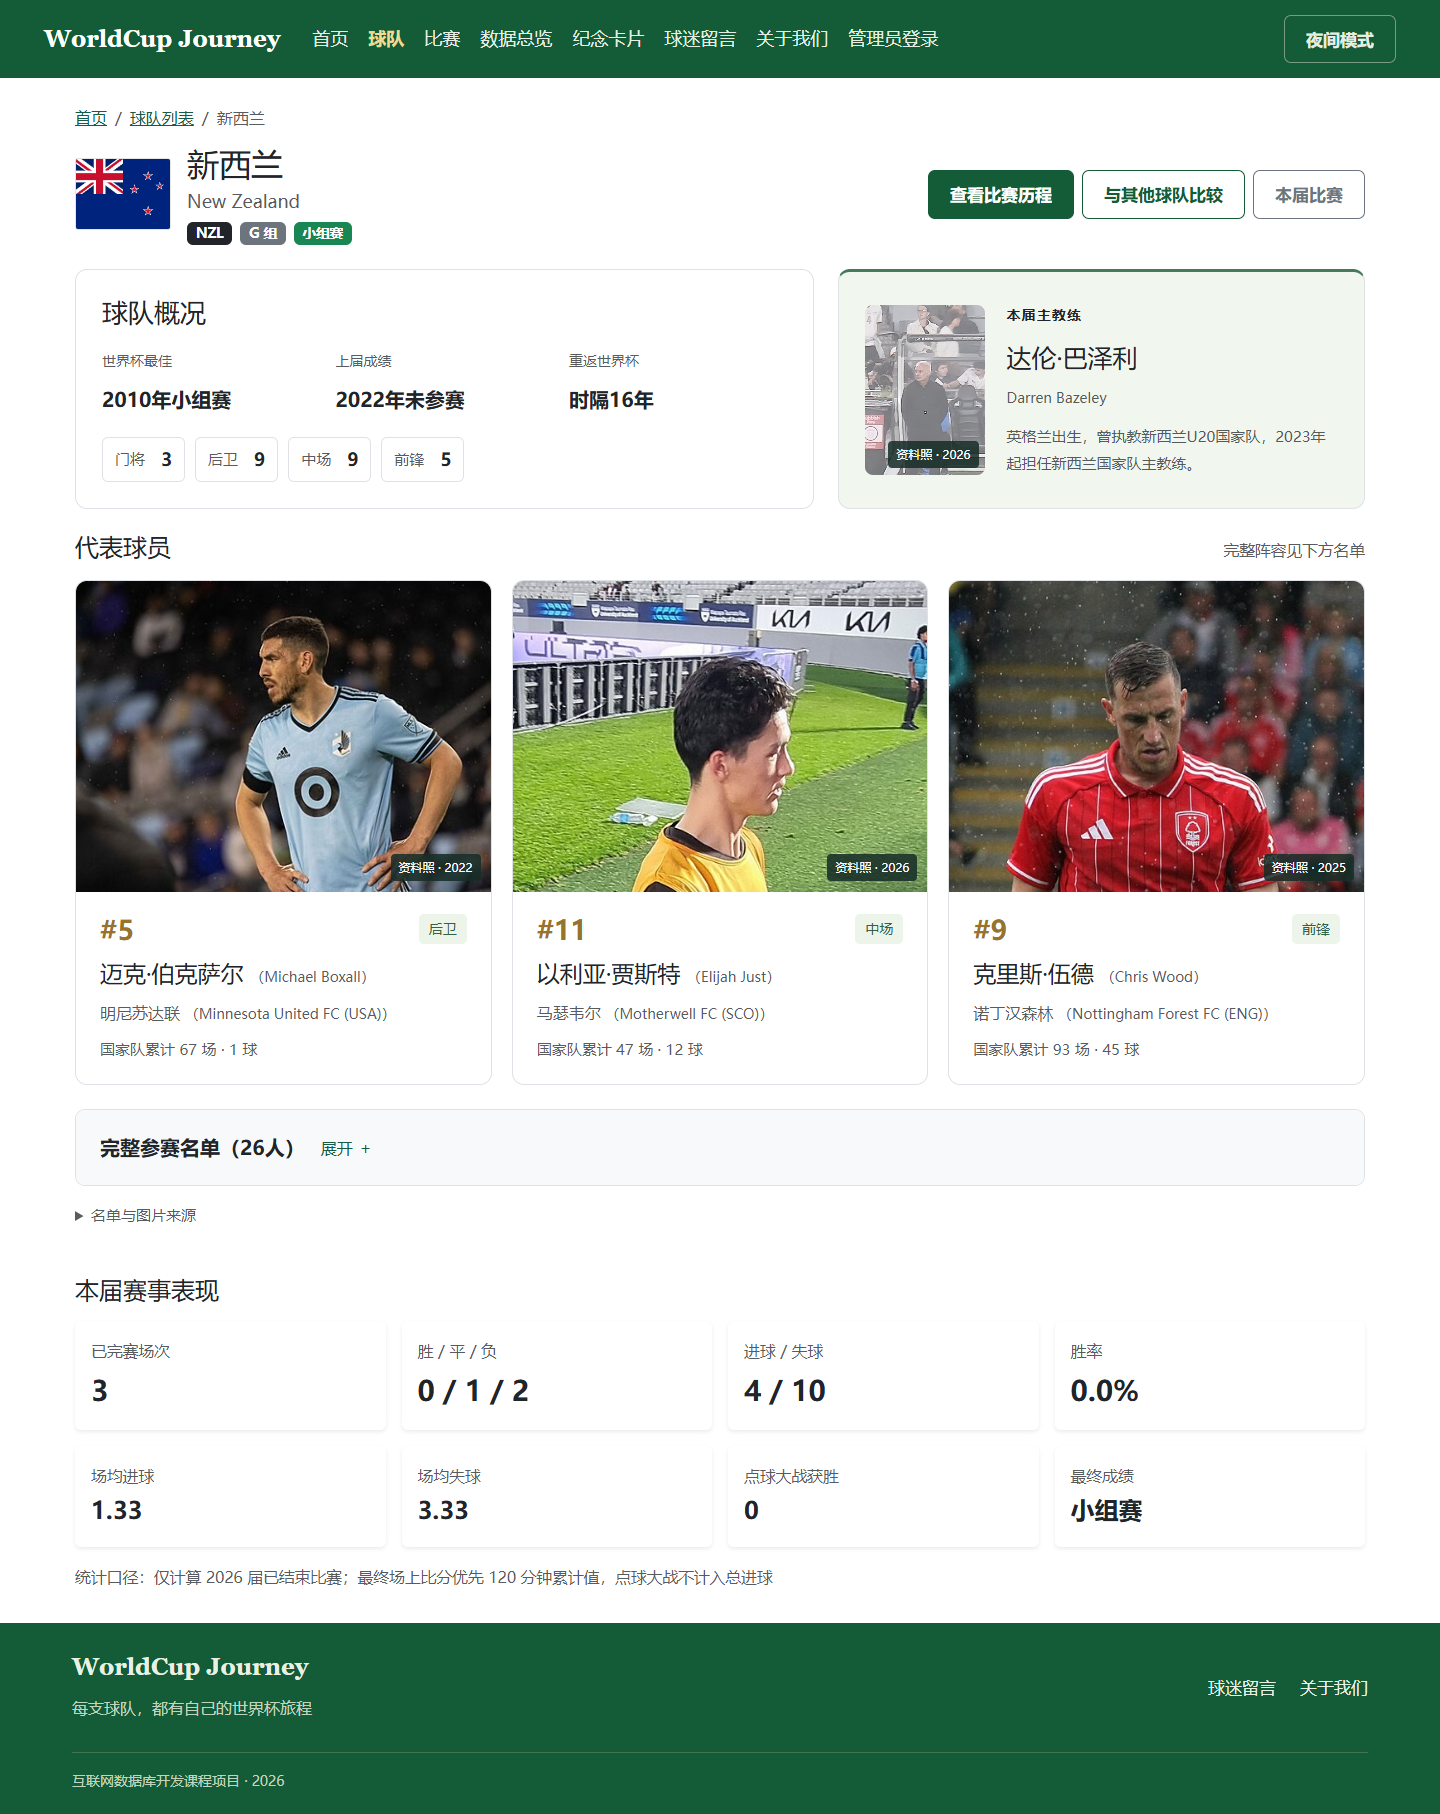 WorldCup Journey 首页 球队 比赛 数据总览 纪念卡片 球迷留言 关于我们 管理员登录 夜间模式
首页 / 球队列表 / 新西兰
新西兰
New Zealand
NZL G 组 小组赛
查看比赛历程 与其他球队比较 本届比赛
球队概况
世界杯最佳 上届成绩 重返世界杯
2010年小组赛 2022年未参赛 时隔16年
门将 3 后卫 9 中场 9 前锋 5
资料照 · 2026
本届主教练
达伦·巴泽利
Darren Bazeley
英格兰出生，曾执教新西兰U20国家队，2023年
起担任新西兰国家队主教练。
代表球员
完整阵容见下方名单
资料照 · 2022
#5 后卫
迈克·伯克萨尔 （Michael Boxall）
明尼苏达联 （Minnesota United FC (USA)）
国家队累计 67 场 · 1 球
KIA KIA
ULTRA
资料照 · 2026
#11 中场
以利亚·贾斯特 （Elijah Just）
马瑟韦尔 （Motherwell FC (SCO)）
国家队累计 47 场 · 12 球
资料照 · 2025
#9 前锋
克里斯·伍德 （Chris Wood）
诺丁汉森林 （Nottingham Forest FC (ENG)）
国家队累计 93 场 · 45 球
完整参赛名单（26人） 展开 +
▶ 名单与图片来源
本届赛事表现
已完赛场次
3
胜 / 平 / 负
0 / 1 / 2
进球 / 失球
4 / 10
胜率
0.0%
场均进球
1.33
场均失球
3.33
点球大战获胜
0
最终成绩
小组赛
统计口径：仅计算 2026 届已结束比赛；最终场上比分优先 120 分钟累计值，点球大战不计入总进球
WorldCup Journey
每支球队，都有自己的世界杯旅程
球迷留言 关于我们
互联网数据库开发课程项目 · 2026